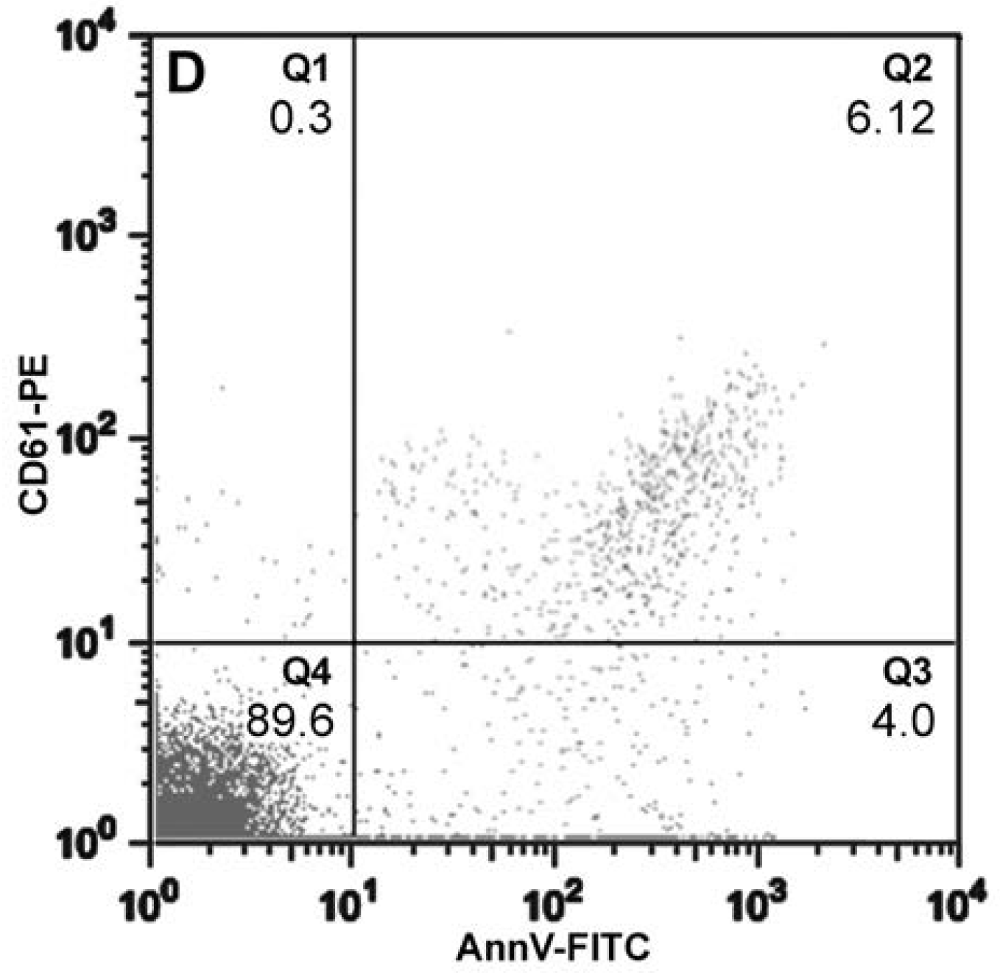 D
Q1
0.3
Q2
6.12
Q4
89.6
Q3
4.0
CD61-PE
10⁴
10³
10²
10¹
10⁰
10⁰ 10¹ 10² 10³ 10⁴
AnnV-FITC